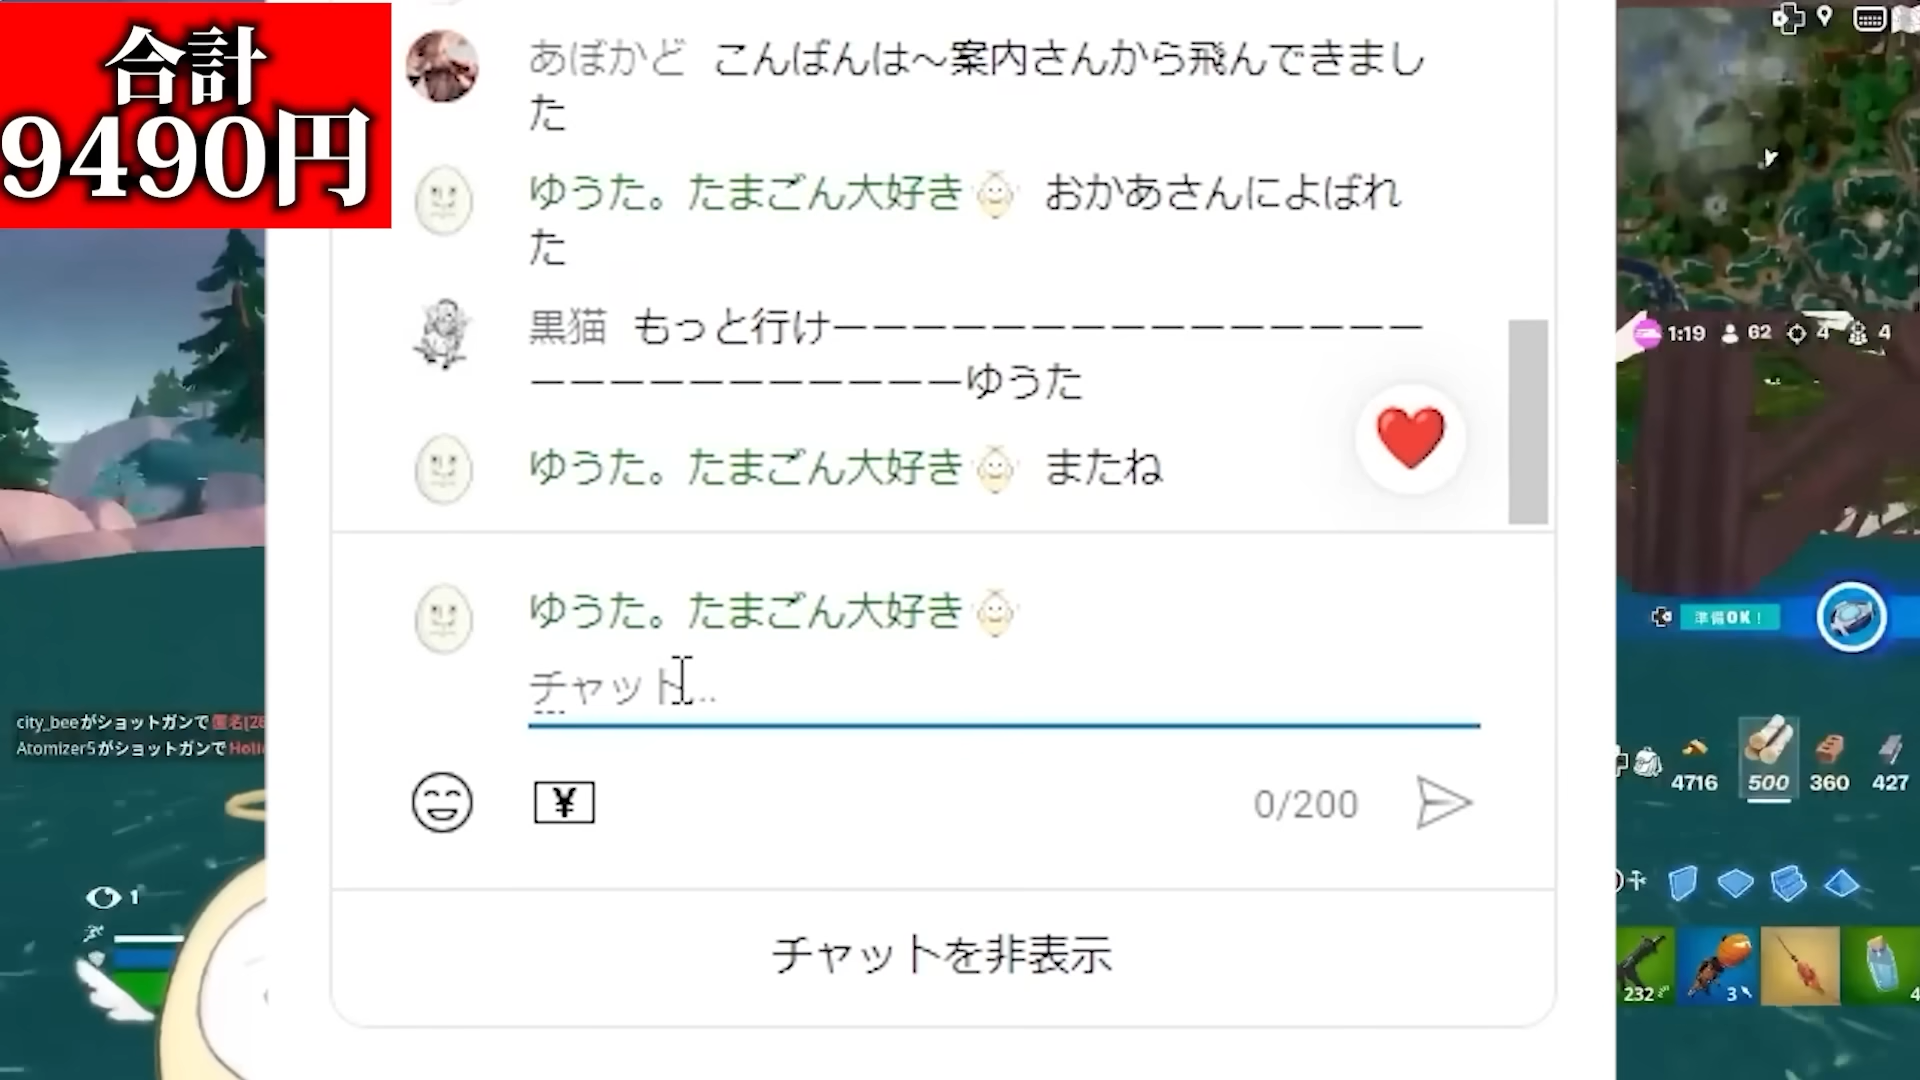 合計
9490円
あぼかど こんばんは～案内さんから飛んできまし
た
ゆうた。たまごん大好き おかあさんによばれ
た
黒猫 もっと行けーーーーーーーーーーーーーーー
ーーーーーーーーーーーゆうた
ゆうた。たまごん大好き またね
ゆうた。たまごん大好き
チャット...
¥
0/200
チャットを非表示
1:19 62 4 4
準備OK！
city_beeがショットガンで匿名[28
Atomizer5がショットガンで
4716 500 360 427
1
232 3 4